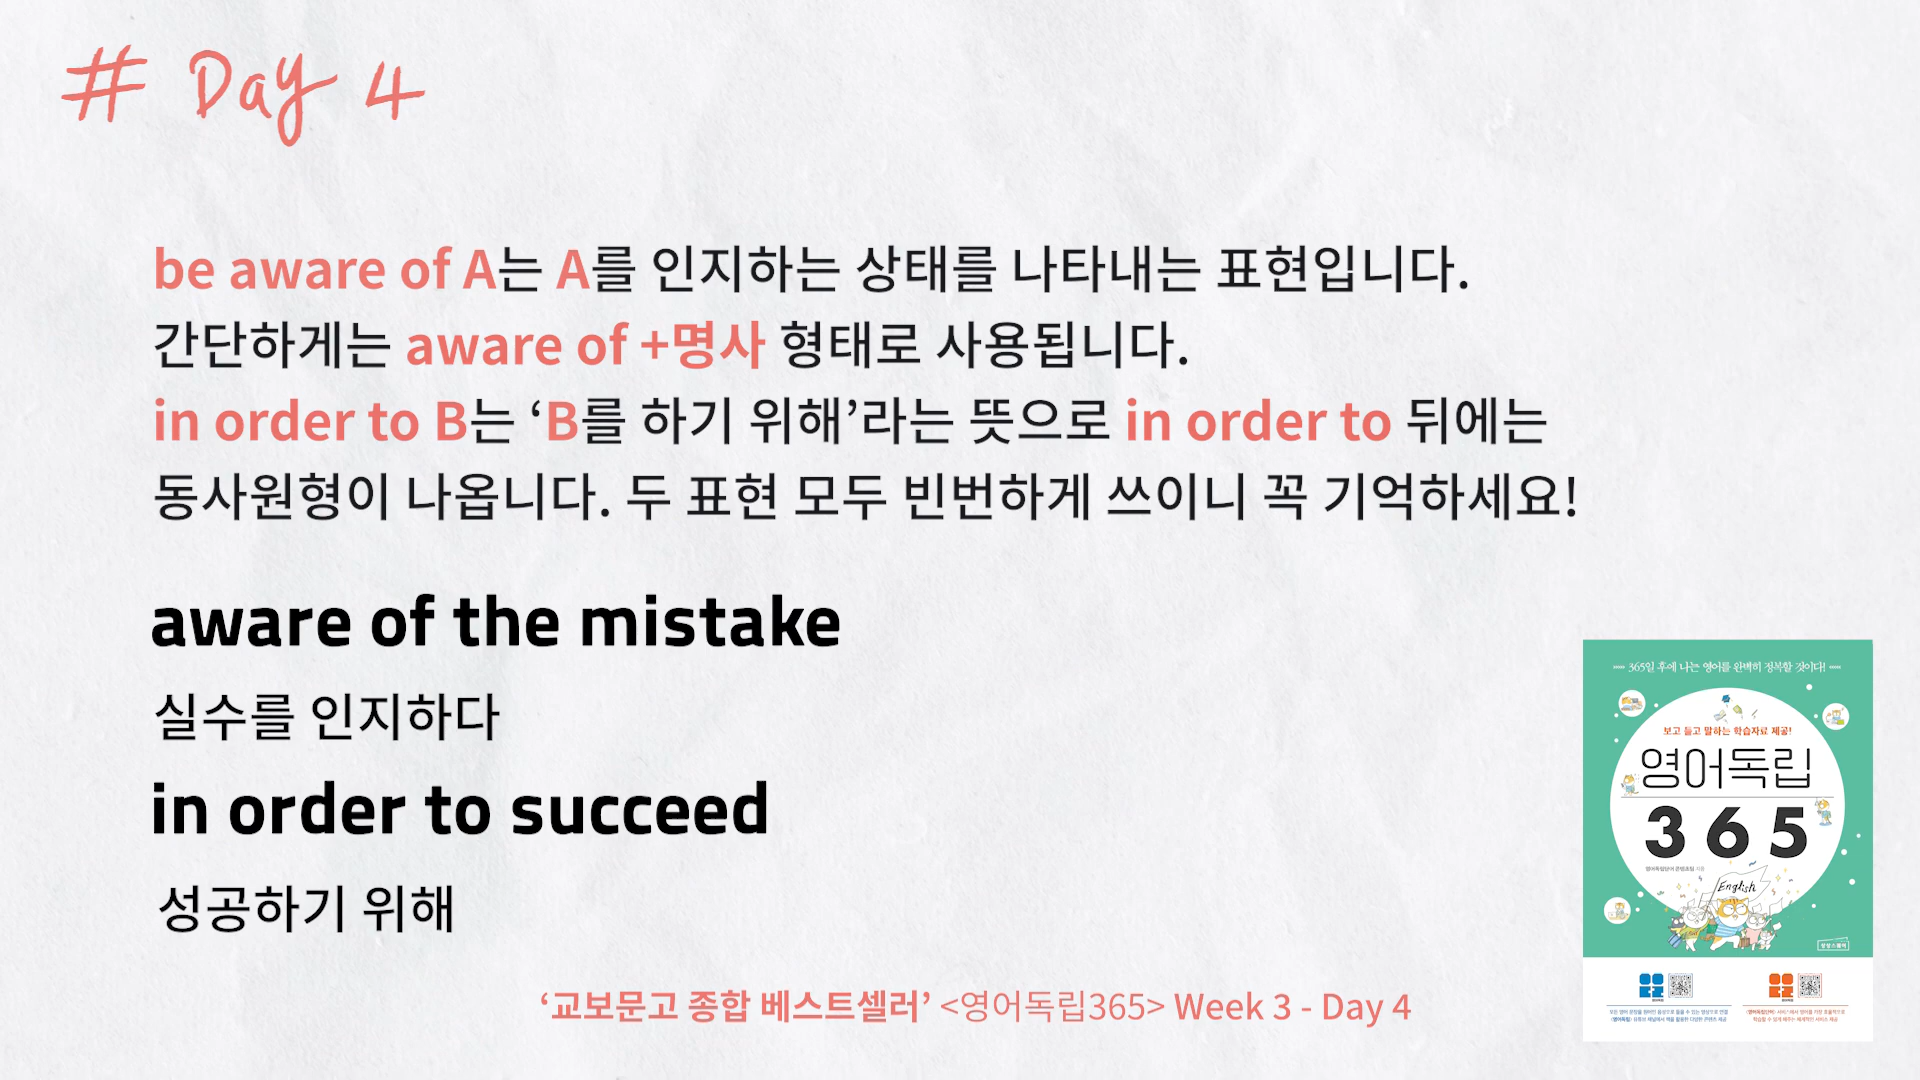 # Day 4
be aware of A는 A를 인지하는 상태를 나타내는 표현입니다.
간단하게는 aware of +명사 형태로 사용됩니다.
in order to B는 ‘B를 하기 위해’라는 뜻으로 in order to 뒤에는
동사원형이 나옵니다. 두 표현 모두 빈번하게 쓰이니 꼭 기억하세요!
aware of the mistake
실수를 인지하다
in order to succeed
성공하기 위해
365일 후에 나는 영어를 완벽히 정복할 것이다!
보고 듣고 말하는 학습자료 제공!
영어독립
365
English
‘교보문고 종합 베스트셀러’ <영어독립365> Week 3 - Day 4